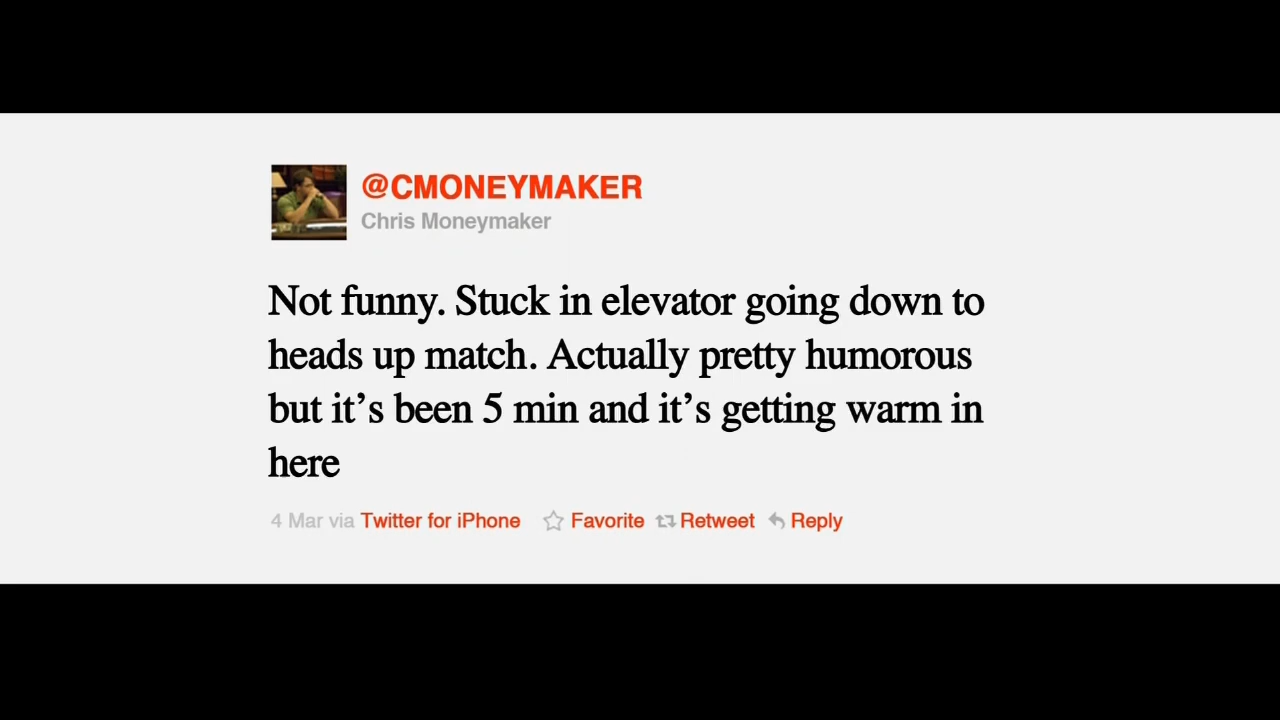 @CMONEYMAKER
Chris Moneymaker
Not funny. Stuck in elevator going down to
heads up match. Actually pretty humorous
but it’s been 5 min and it’s getting warm in
here
4 Mar via Twitter for iPhone Favorite Retweet Reply